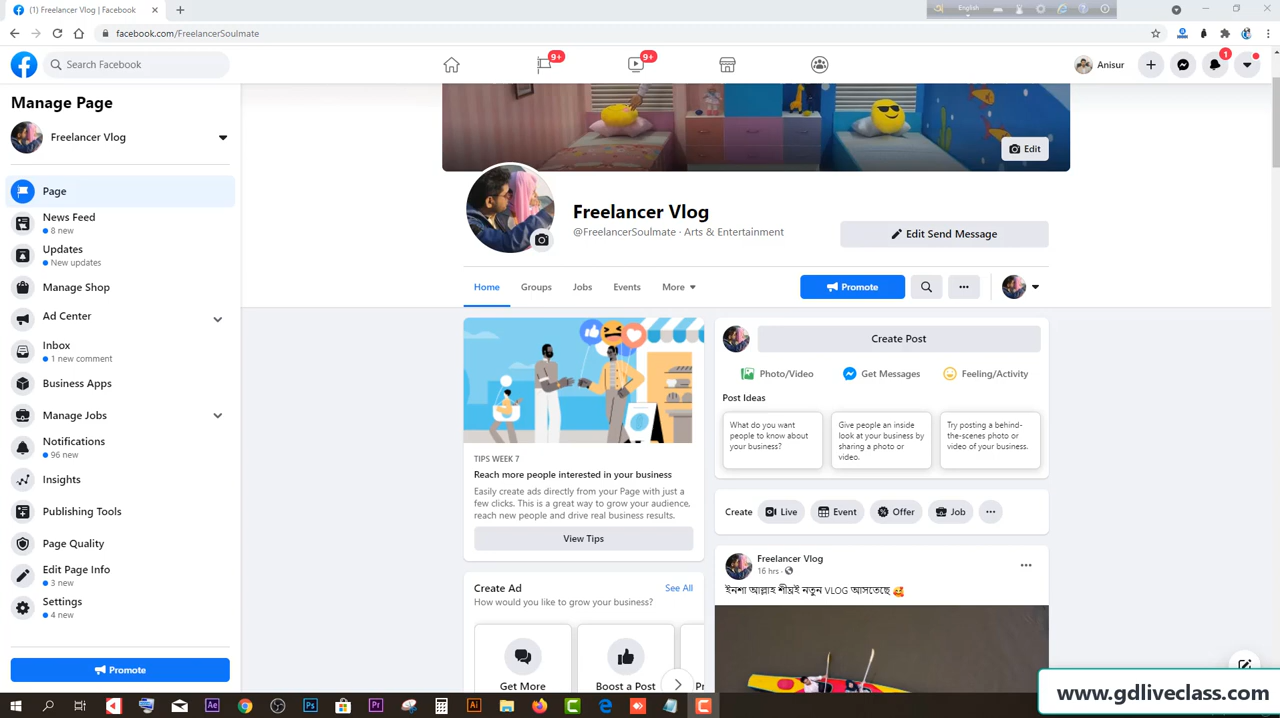 (1) Freelancer Vlog | Facebook
English
facebook.com/FreelancerSoulmate
Search Facebook
9+
9+
Anisur
1
Manage Page
Freelancer Vlog
Page
News Feed
8 new
Updates
New updates
Manage Shop
Ad Center
Inbox
1 new comment
Business Apps
Manage Jobs
Notifications
96 new
Insights
Publishing Tools
Page Quality
Edit Page Info
3 new
Settings
4 new
Promote
Edit
Freelancer Vlog
@FreelancerSoulmate · Arts & Entertainment
Edit Send Message
Home Groups Jobs Events More
Promote
TIPS WEEK 7
Reach more people interested in your business
Easily create ads directly from your Page with just a
few clicks. This is a great way to grow your audience,
reach new people and drive real business results.
View Tips
Create Ad See All
How would you like to grow your business?
Get More
Boost a Post
Create Post
Photo/Video Get Messages Feeling/Activity
Post Ideas
What do you want
people to know about
your business?
Give people an inside
look at your business by
sharing a photo or
video.
Try posting a behind-
the-scenes photo or
video of your business.
Create Live Event Offer Job
Freelancer Vlog
16 hrs ·
ইনশা আল্লাহ শীঘ্রই নতুন VLOG আসতেছে 🥰
Ae Ps Pr Ai
www.gdliveclass.com